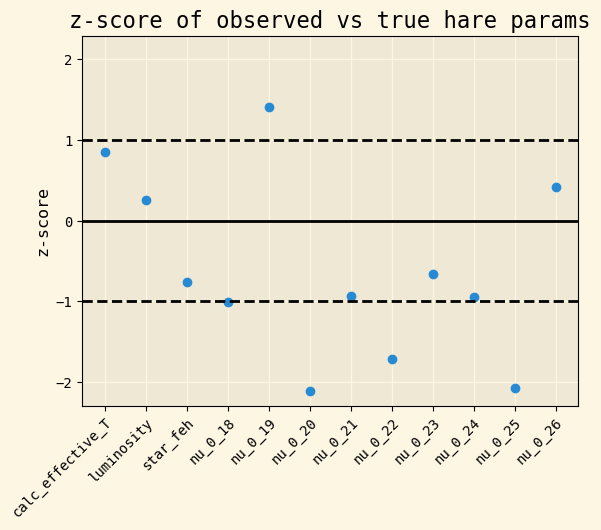 z-score of observed vs true hare params
z-score
2
1
0
−1
−2
calc_effective_T
luminosity
star_feh
nu_0_18
nu_0_19
nu_0_20
nu_0_21
nu_0_22
nu_0_23
nu_0_24
nu_0_25
nu_0_26